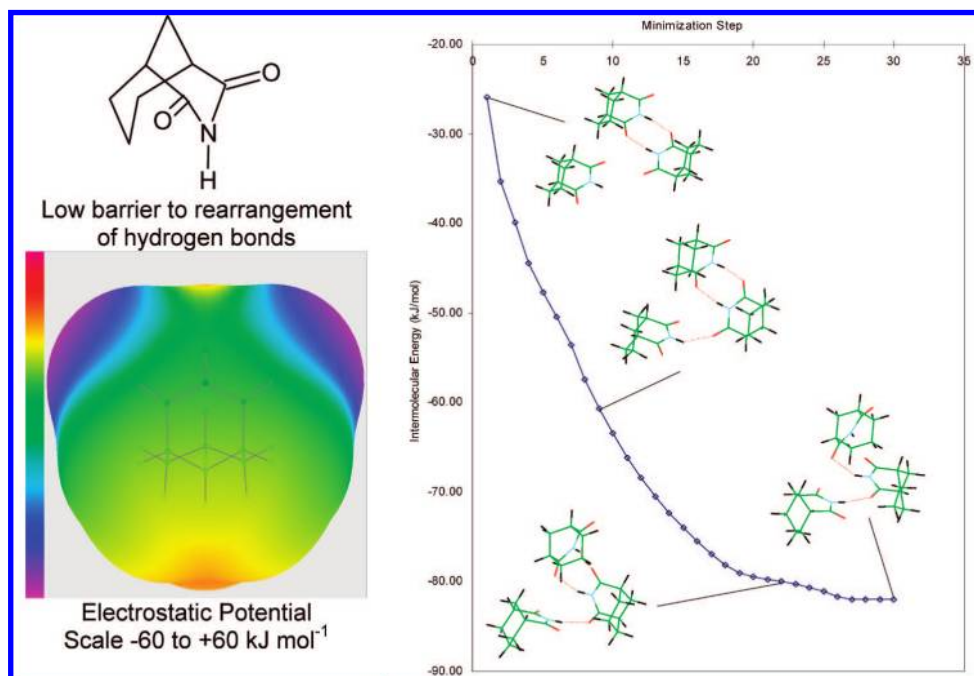 O
O
N
H
Low barrier to rearrangement
of hydrogen bonds
Electrostatic Potential
Scale -60 to +60 kJ mol⁻¹
Minimization Step
0 5 10 15 20 25 30 35
Intermolecular Energy (kJ/mol)
-20.00
-30.00
-40.00
-50.00
-60.00
-70.00
-80.00
-90.00